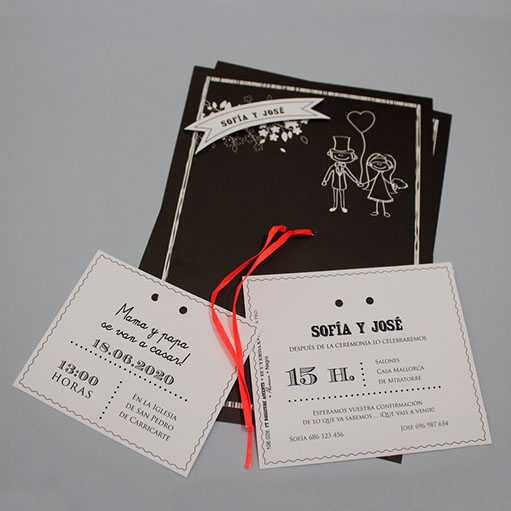 SOFÍA Y JOSÉ
Mama y papa
se van a casar!
18.06.2020
13:00
HORAS
EN LA IGLESIA
DE SAN PEDRO
DE CARRICARTE
SOFÍA Y JOSÉ
DESPUÉS DE LA CEREMONIA LO CELEBRAREMOS
15 H.
SALONES
CASA MALLORCA
DE MIRATORRE
ESPERAMOS VUESTRA CONFIRMACIÓN
DE LO QUE YA SABEMOS... ¡QUE VAIS A VENIR!
SOFÍA 686 123 456
JOSE 696 987 654